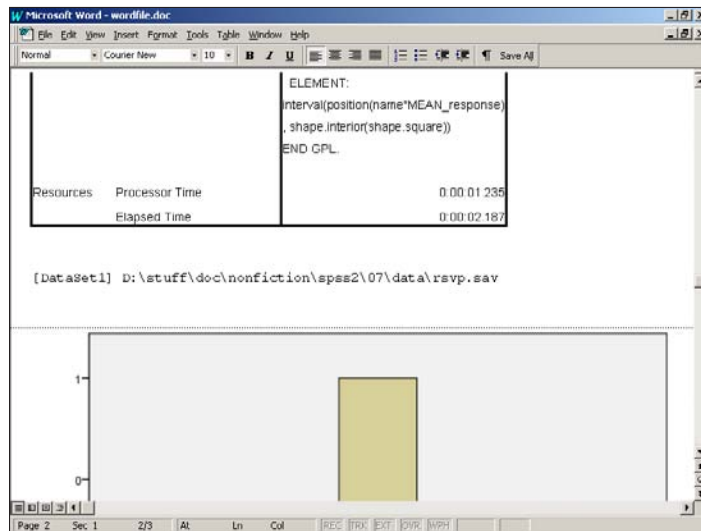 Microsoft Word - wordfile.doc
File Edit View Insert Format Tools Table Window Help
Normal Courier New 10 B I U ¶ Save All
ELEMENT:
interval(position(name*MEAN_response)
, shape.interior(shape.square))
END GPL.
Resources Processor Time 0:00:01.235
Elapsed Time 0:00:02.187
[DataSet1] D:\stuff\doc\nonfiction\spss2\07\data\rsvp.sav
1
0
Page 2 Sec 1 2/3 At Ln Col REC TRK EXT OVR WPH